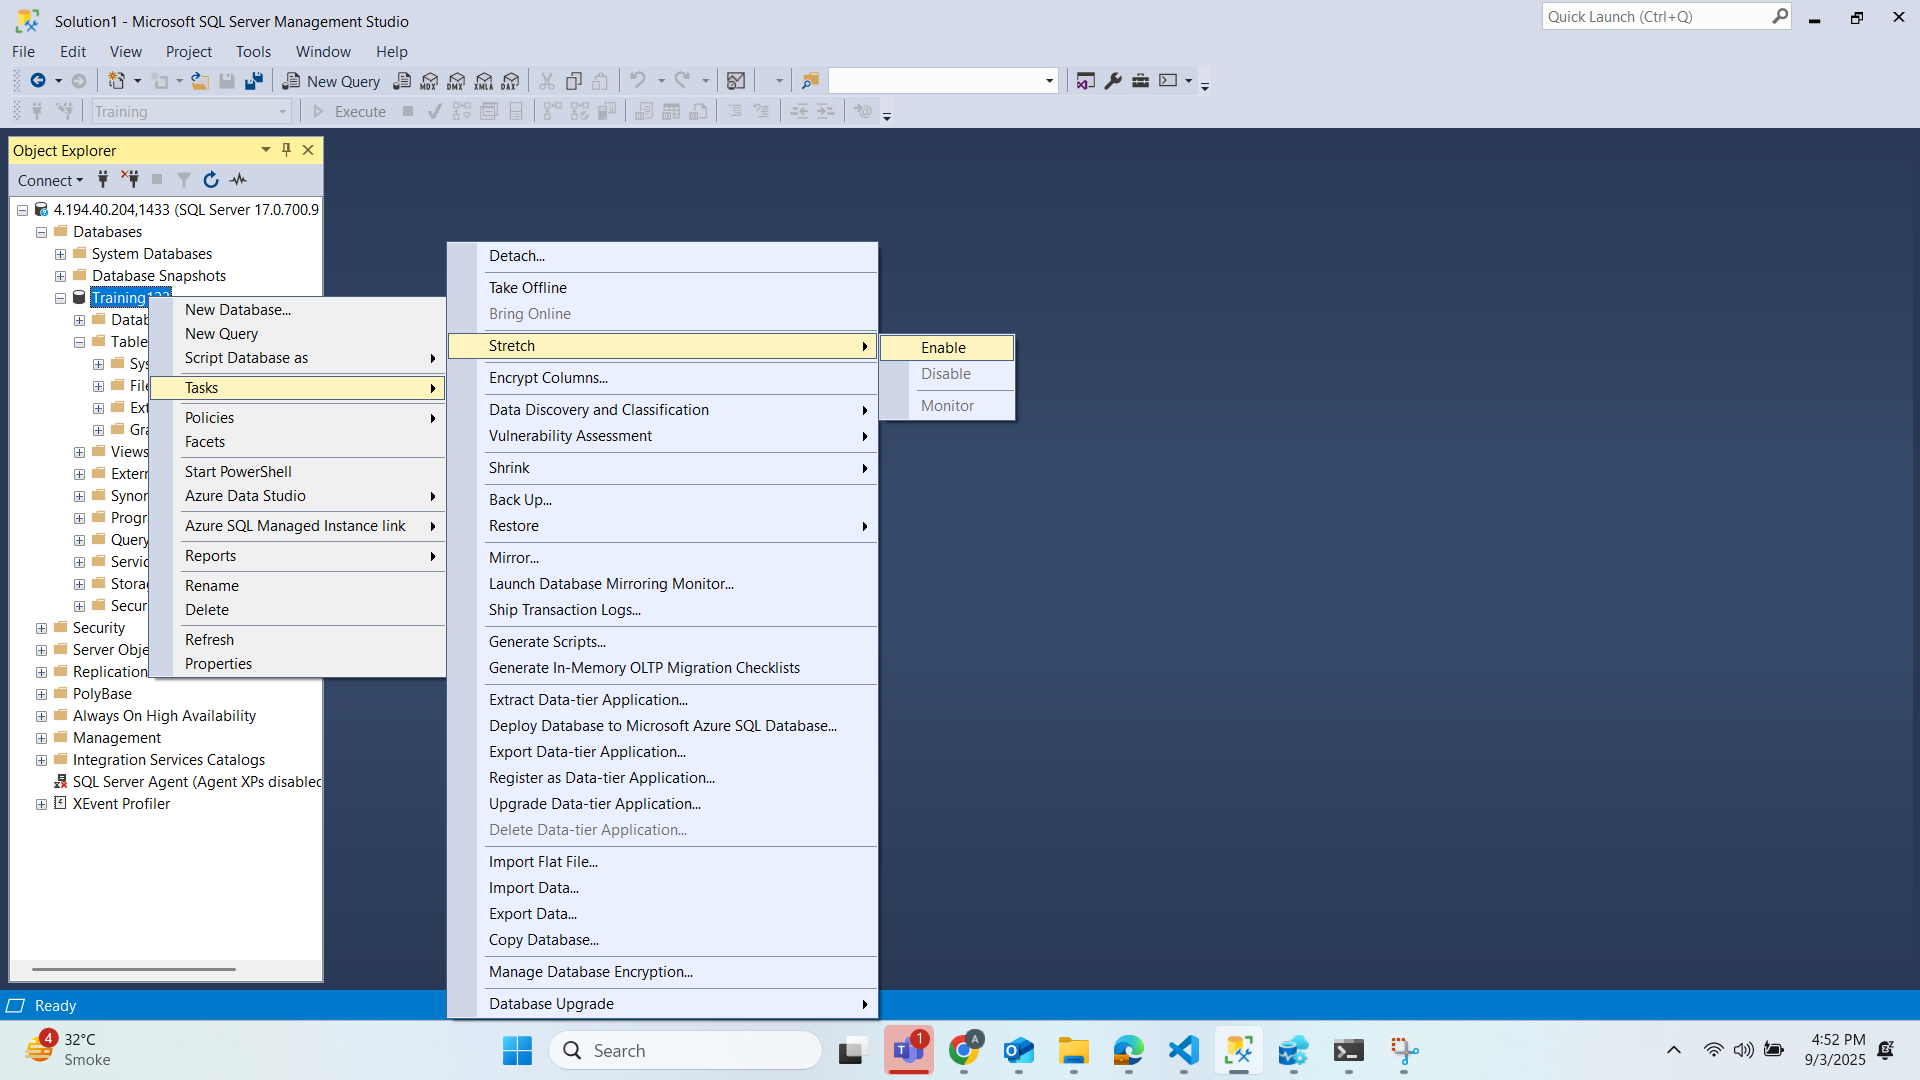 Solution1 - Microsoft SQL Server Management Studio
Quick Launch (Ctrl+Q)
File Edit View Project Tools Window Help
New Query MDX DMX XMLA DAX
Training Execute
Object Explorer
Connect
4.194.40.204,1433 (SQL Server 17.0.700.9
Databases
System Databases
Database Snapshots
Training123
Datab
Table
Sys
File
Ext
Gra
Views
Extern
Synor
Progr
Query
Servic
Storag
Secur
Security
Server Obje
Replication
PolyBase
Always On High Availability
Management
Integration Services Catalogs
SQL Server Agent (Agent XPs disabled
XEvent Profiler
New Database...
New Query
Script Database as
Tasks
Policies
Facets
Start PowerShell
Azure Data Studio
Azure SQL Managed Instance link
Reports
Rename
Delete
Refresh
Properties
Detach...
Take Offline
Bring Online
Stretch
Encrypt Columns...
Data Discovery and Classification
Vulnerability Assessment
Shrink
Back Up...
Restore
Mirror...
Launch Database Mirroring Monitor...
Ship Transaction Logs...
Generate Scripts...
Generate In-Memory OLTP Migration Checklists
Extract Data-tier Application...
Deploy Database to Microsoft Azure SQL Database...
Export Data-tier Application...
Register as Data-tier Application...
Upgrade Data-tier Application...
Delete Data-tier Application...
Import Flat File...
Import Data...
Export Data...
Copy Database...
Manage Database Encryption...
Database Upgrade
Enable
Disable
Monitor
Ready
4
32°C
Smoke
Search
1
A
4:52 PM
9/3/2025